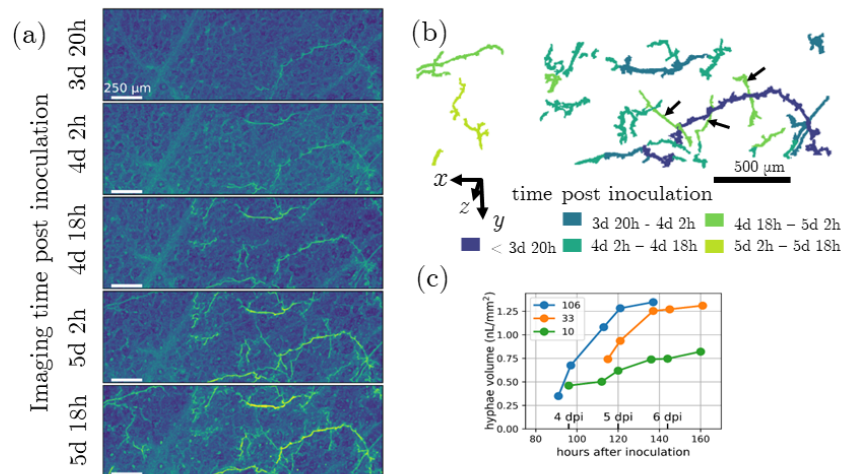 (a)
Imaging time post inoculation
3d 20h
4d 2h
4d 18h
5d 2h
5d 18h
250 μm
(b)
500 μm
x
z
y
time post inoculation
< 3d 20h
3d 20h - 4d 2h
4d 2h – 4d 18h
4d 18h – 5d 2h
5d 2h – 5d 18h
(c)
hyphae volume (nL/mm²)
1.25
1.00
0.75
0.50
0.25
0.00
106
33
10
4 dpi
5 dpi
6 dpi
80
100
120
140
160
hours after inoculation